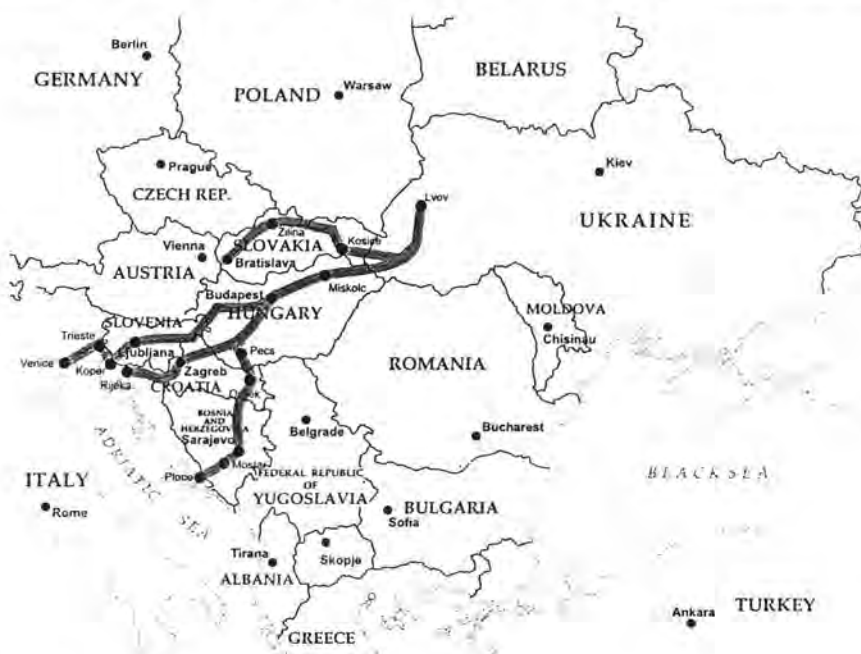 Berlin
GERMANY
POLAND
Warsaw
BELARUS
Prague
CZECH REP.
Kiev
Lvov
UKRAINE
Zilina
SLOVAKIA
Kosice
Vienna
Bratislava
AUSTRIA
Miskolc
Budapest
HUNGARY
SLOVENIA
Trieste
Ljubljana
MOLDOVA
Chisinau
Venice
Koper
Zagreb
Pecs
ROMANIA
Rijeka
CROATIA
BOSNIA
AND
HERZEGOVINA
Sarajevo
Belgrade
Bucharest
ADRIATIC SEA
Mostar
Ploce
FEDERAL REPUBLIC
OF
YUGOSLAVIA
BLACK SEA
ITALY
Rome
BULGARIA
Sofia
Tirana
ALBANIA
Skopje
Ankara
TURKEY
GREECE